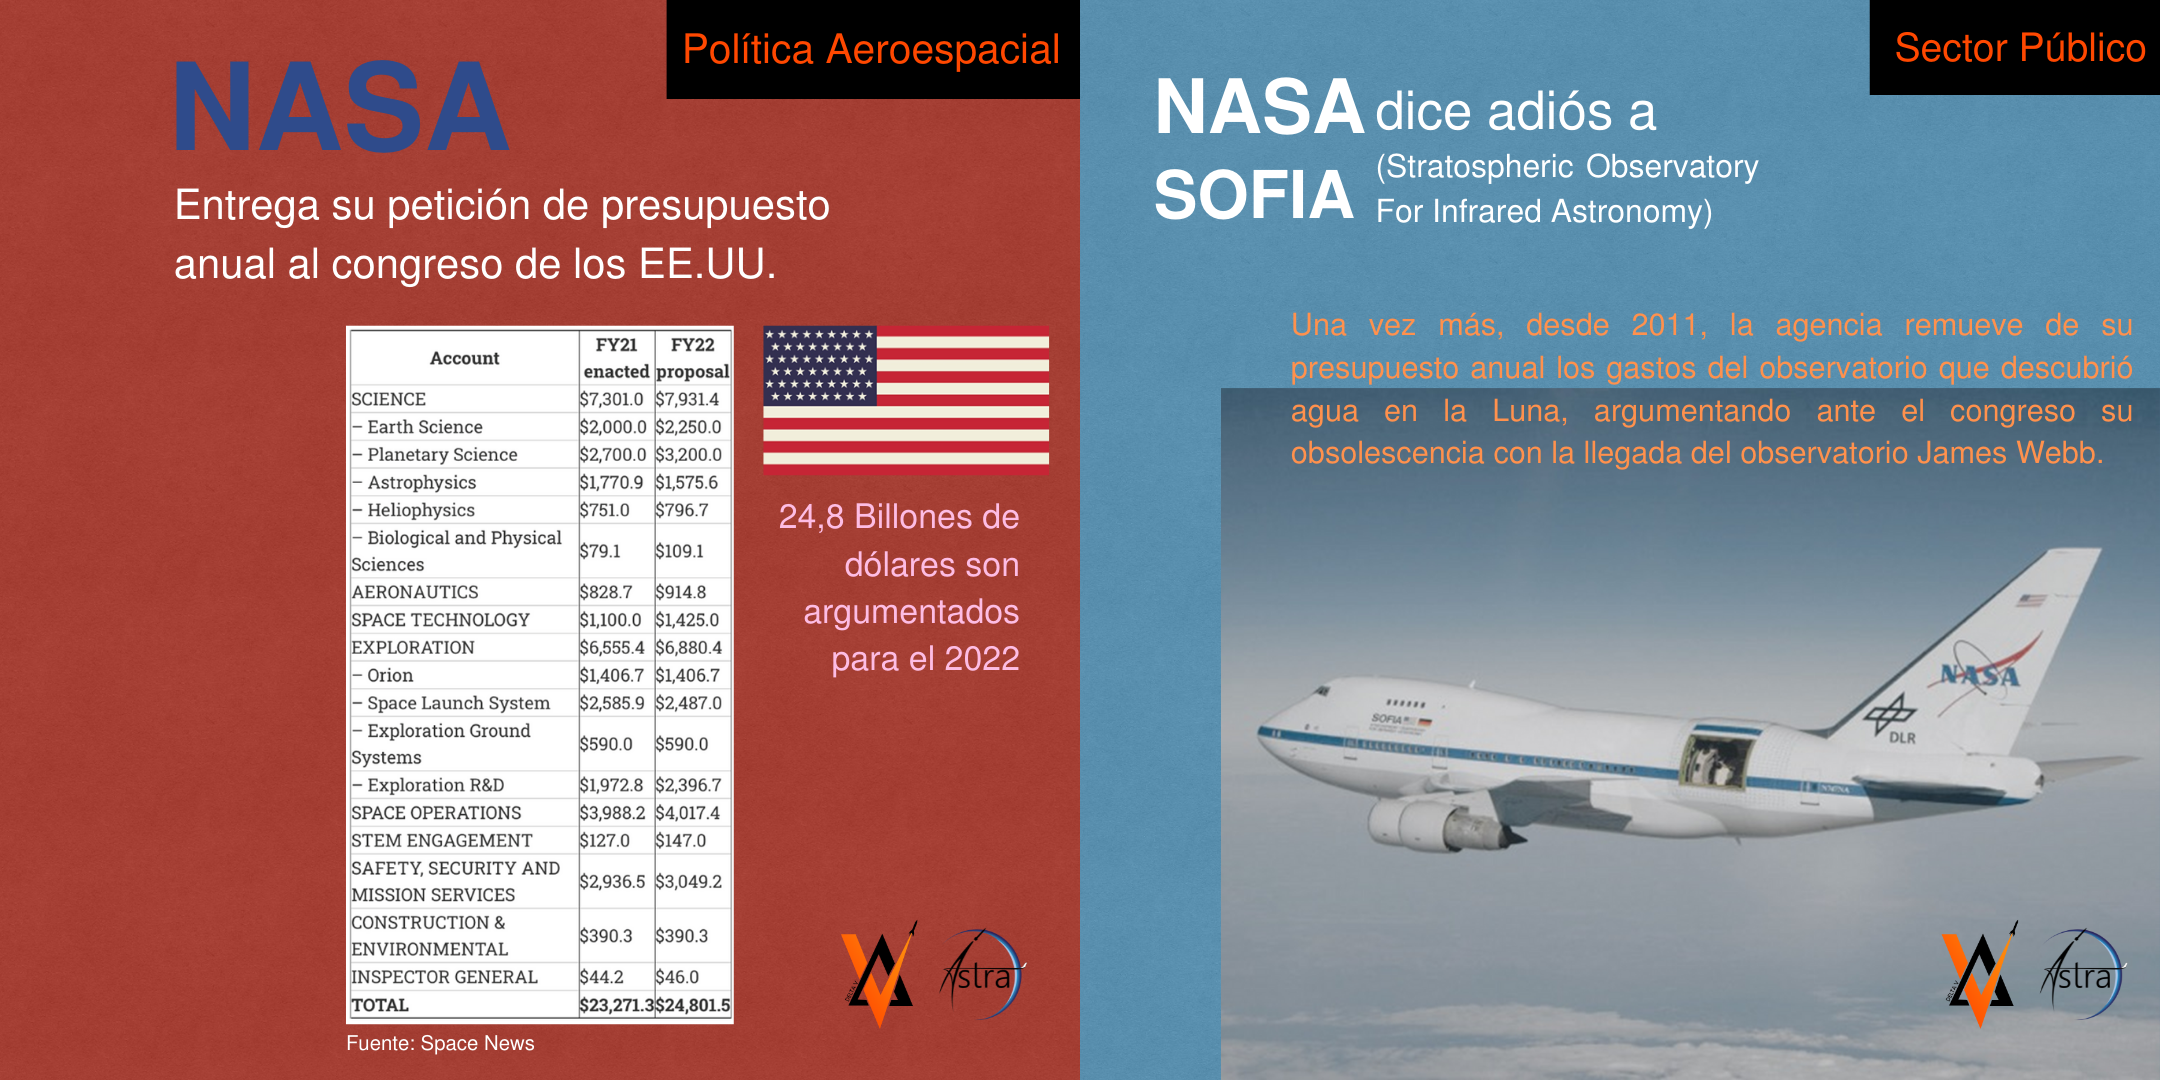 Política Aeroespacial
NASA
Entrega su petición de presupuesto
anual al congreso de los EE.UU.
Account FY21 enacted FY22 proposal
SCIENCE $7,301.0 $7,931.4
– Earth Science $2,000.0 $2,250.0
– Planetary Science $2,700.0 $3,200.0
– Astrophysics $1,770.9 $1,575.6
– Heliophysics $751.0 $796.7
– Biological and Physical Sciences $79.1 $109.1
AERONAUTICS $828.7 $914.8
SPACE TECHNOLOGY $1,100.0 $1,425.0
EXPLORATION $6,555.4 $6,880.4
– Orion $1,406.7 $1,406.7
– Space Launch System $2,585.9 $2,487.0
– Exploration Ground Systems $590.0 $590.0
– Exploration R&D $1,972.8 $2,396.7
SPACE OPERATIONS $3,988.2 $4,017.4
STEM ENGAGEMENT $127.0 $147.0
SAFETY, SECURITY AND MISSION SERVICES $2,936.5 $3,049.2
CONSTRUCTION & ENVIRONMENTAL $390.3 $390.3
INSPECTOR GENERAL $44.2 $46.0
TOTAL $23,271.3 $24,801.5
Fuente: Space News
24,8 Billones de
dólares son
argumentados
para el 2022
DELTA V
Astra
Sector Público
NASA dice adiós a
SOFIA (Stratospheric Observatory
For Infrared Astronomy)
Una vez más, desde 2011, la agencia remueve de su
presupuesto anual los gastos del observatorio que descubrió
agua en la Luna, argumentando ante el congreso su
obsolescencia con la llegada del observatorio James Webb.
NASA
DLR
SOFIA
DELTA V
Astra